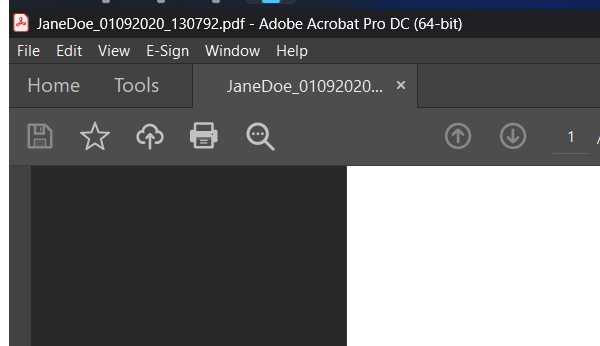 JaneDoe_01092020_130792.pdf - Adobe Acrobat Pro DC (64-bit)
File Edit View E-Sign Window Help
Home Tools JaneDoe_01092020... ×
1 /